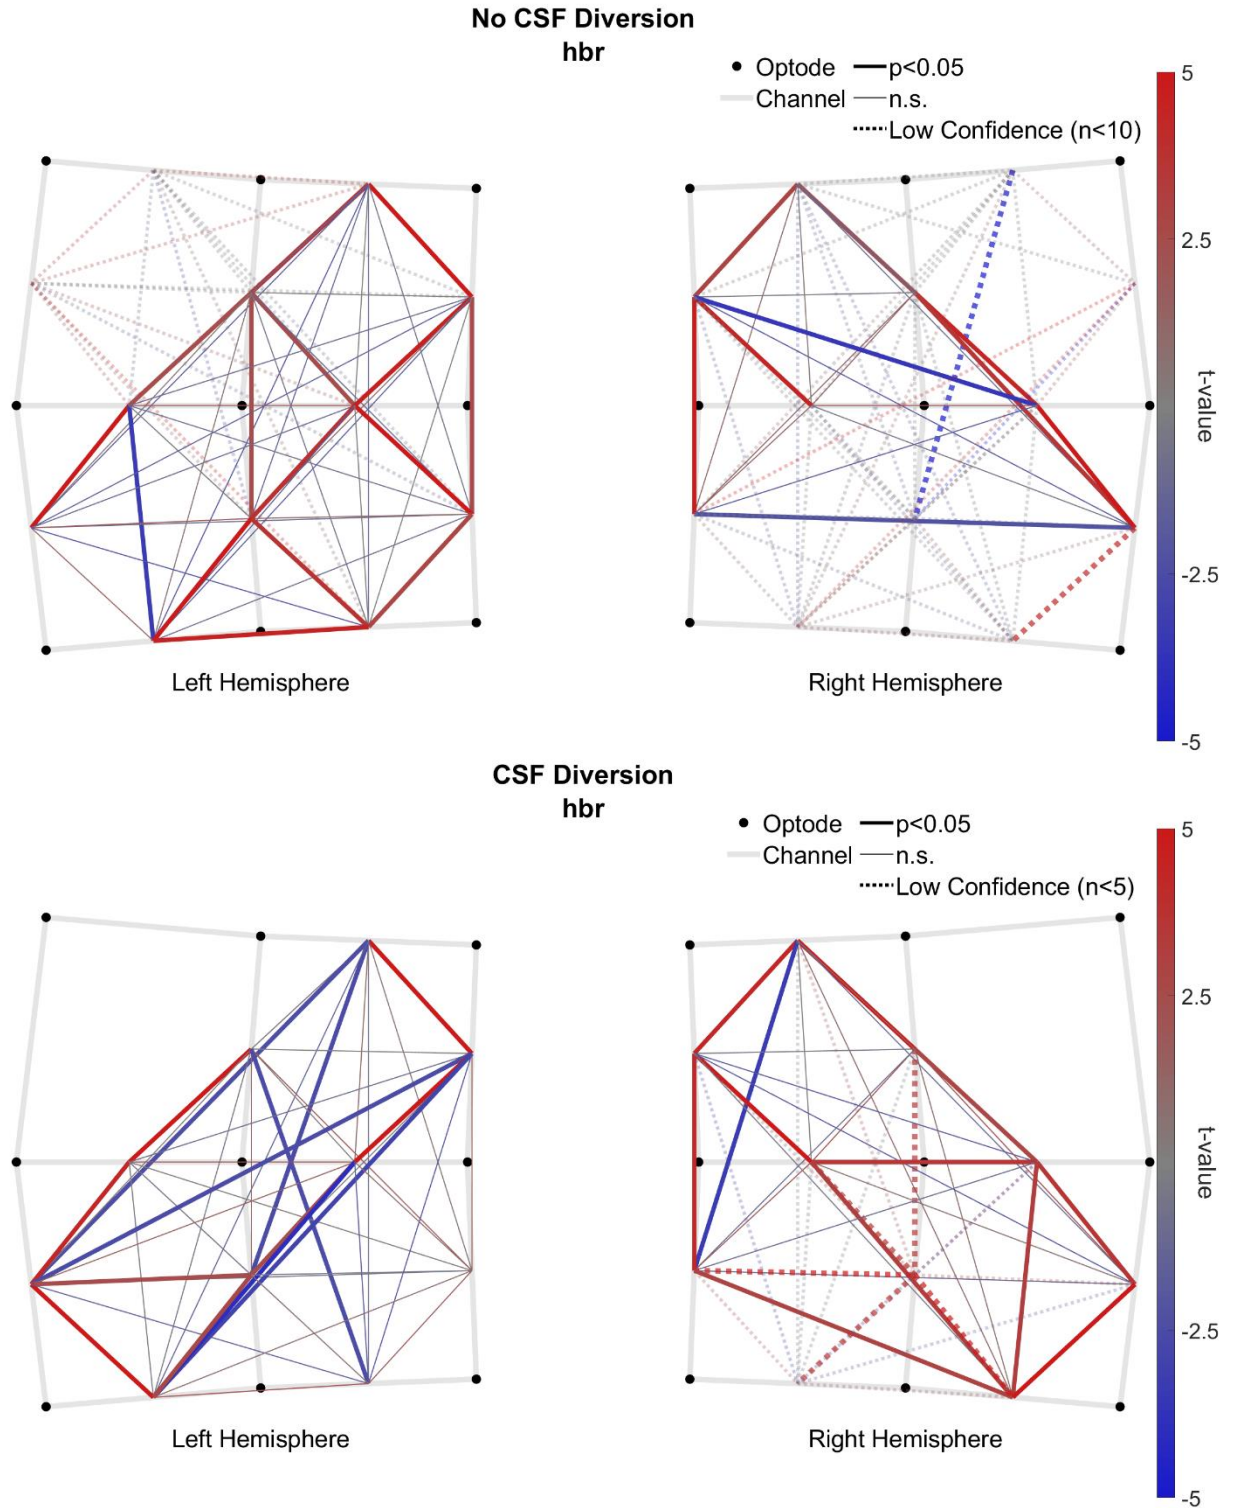 No CSF Diversion
hbr
Optode p<0.05
Channel n.s.
Low Confidence (n<10)
5
2.5
t-value
-2.5
-5
Left Hemisphere
Right Hemisphere
CSF Diversion
hbr
Optode p<0.05
Channel n.s.
Low Confidence (n<5)
5
2.5
t-value
-2.5
-5
Left Hemisphere
Right Hemisphere